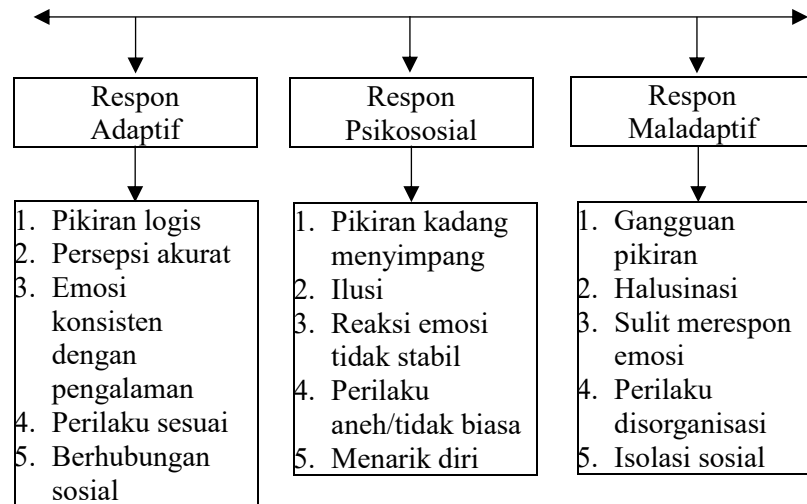 Respon
Adaptif
Respon
Psikososial
Respon
Maladaptif
1. Pikiran logis
2. Persepsi akurat
3. Emosi
konsisten
dengan
pengalaman
4. Perilaku sesuai
5. Berhubungan
sosial
1. Pikiran kadang
menyimpang
2. Ilusi
3. Reaksi emosi
tidak stabil
4. Perilaku
aneh/tidak biasa
5. Menarik diri
1. Gangguan
pikiran
2. Halusinasi
3. Sulit merespon
emosi
4. Perilaku
disorganisasi
5. Isolasi sosial